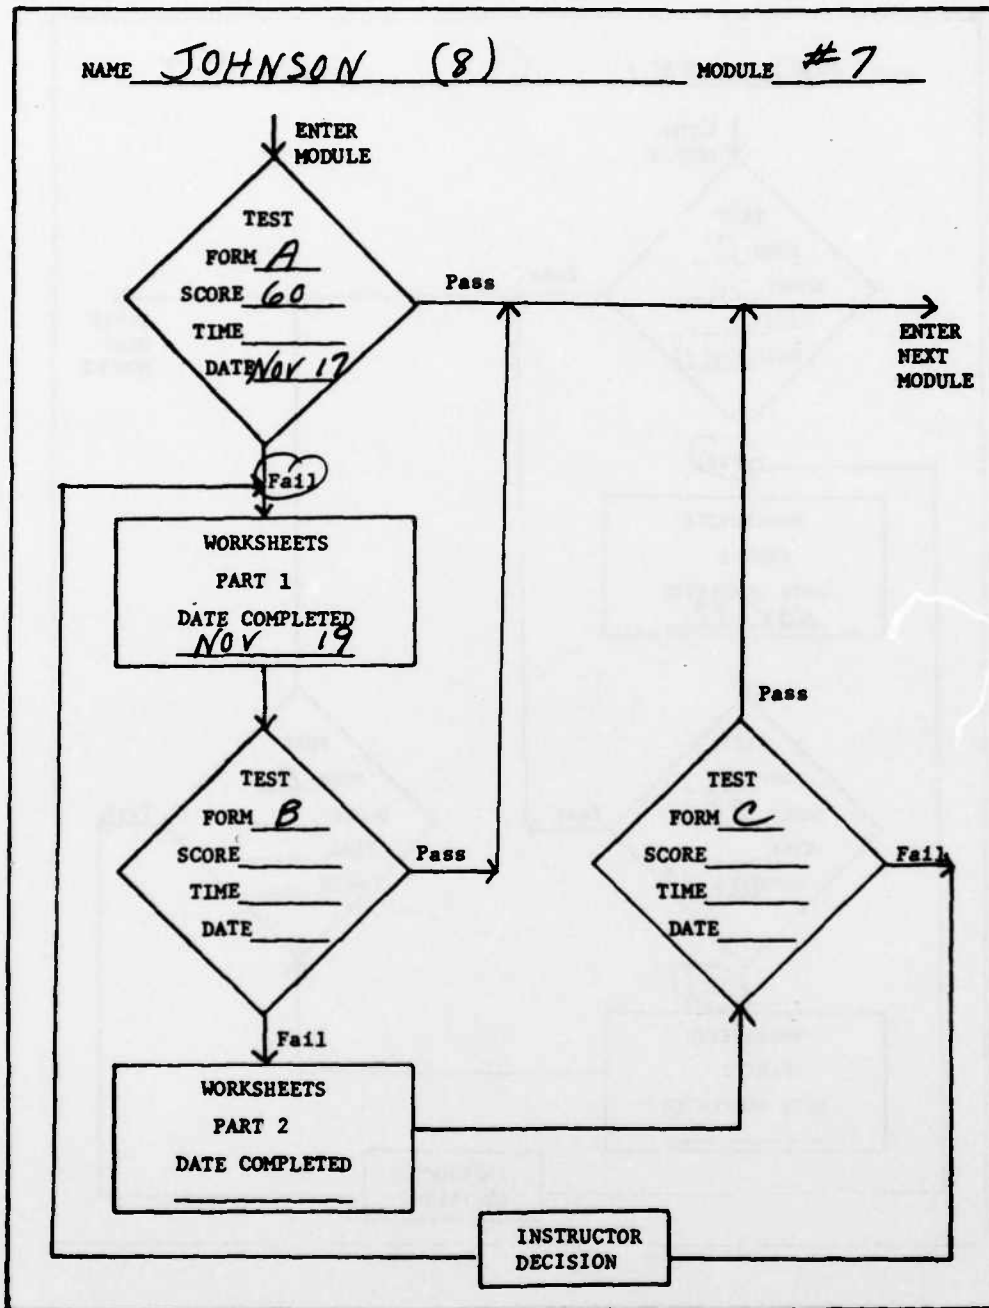 NAME JOHNSON (8) MODULE #7
ENTER
MODULE
TEST
FORM A
SCORE 60
TIME
DATE NOV 17
Pass
ENTER
NEXT
MODULE
Fail
WORKSHEETS
PART 1
DATE COMPLETED
NOV 19
TEST
FORM B
SCORE
TIME
DATE
Pass
Fail
WORKSHEETS
PART 2
DATE COMPLETED
Pass
TEST
FORM C
SCORE
TIME
DATE
Fail
INSTRUCTOR
DECISION